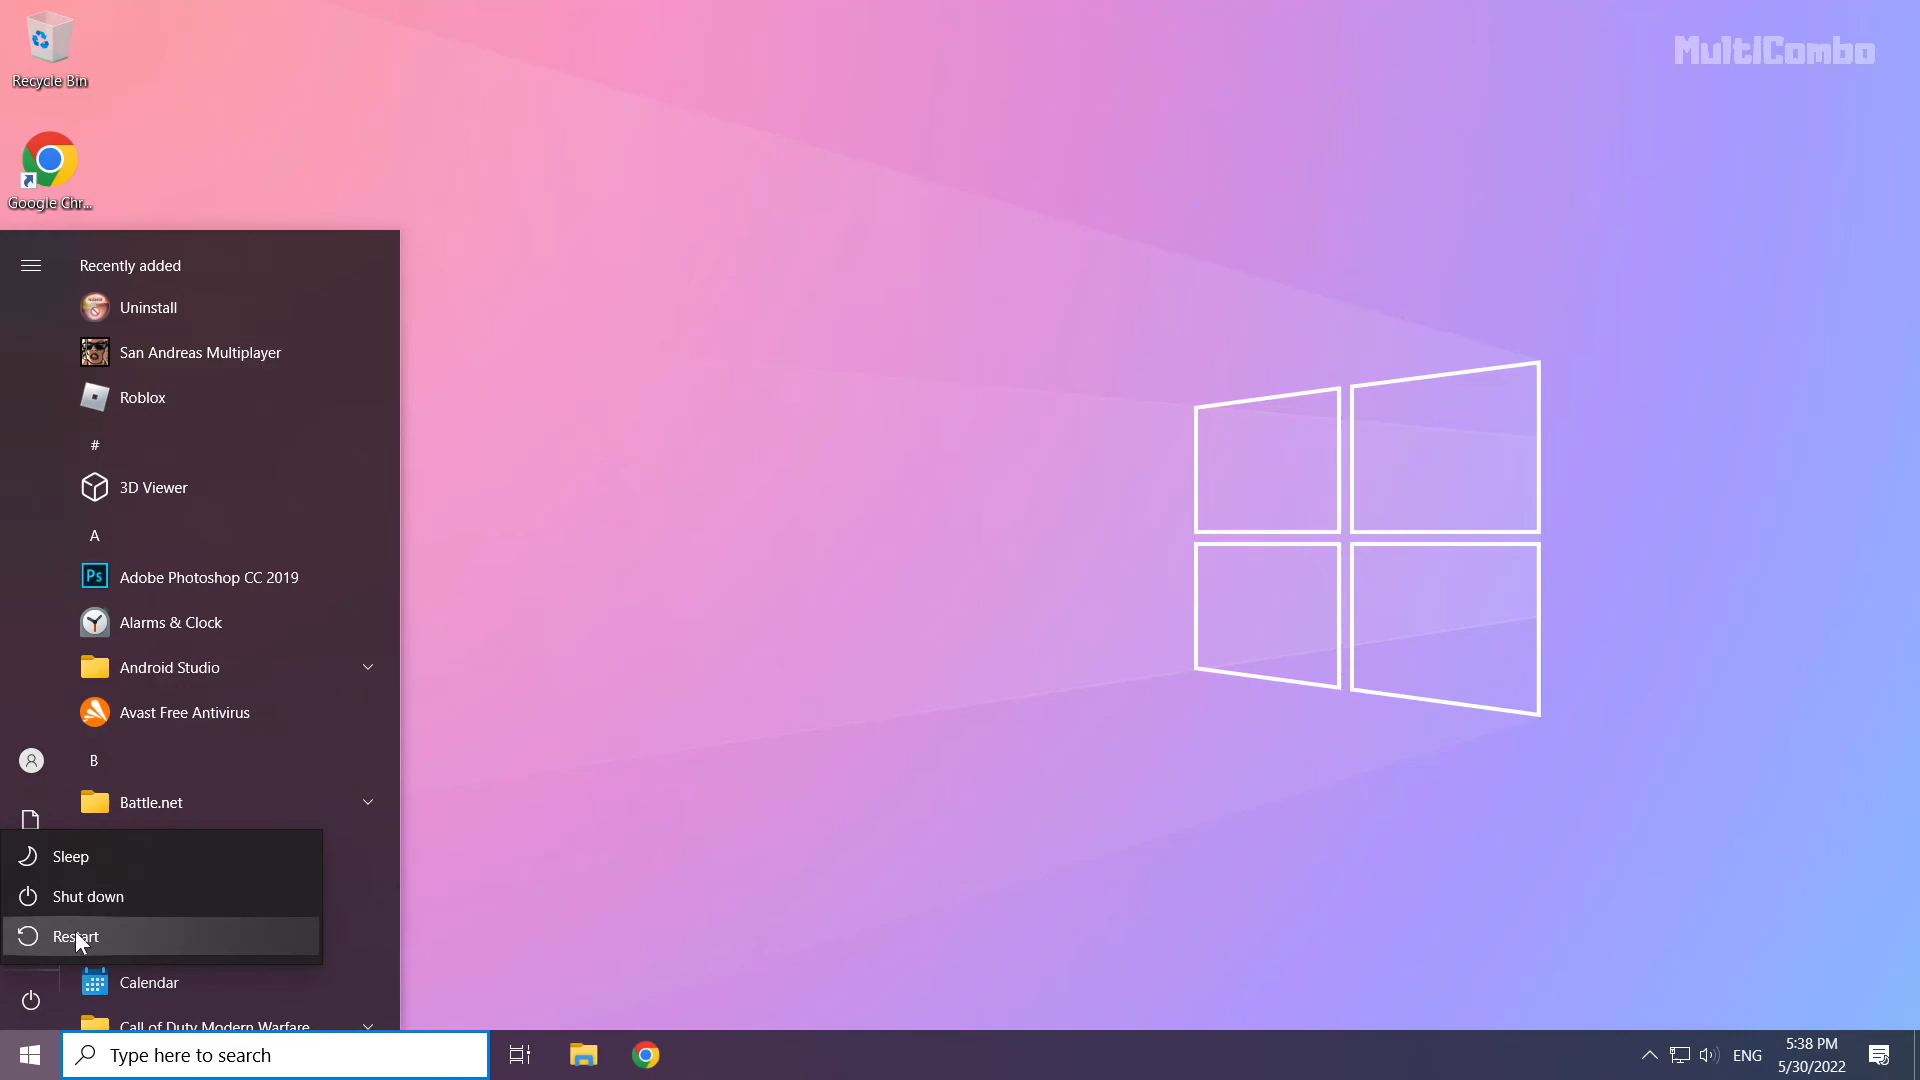 MultiCombo
Recycle Bin
Google Chr...
Recently added
Uninstall
San Andreas Multiplayer
Roblox
#
3D Viewer
A
Ps
Adobe Photoshop CC 2019
Alarms & Clock
Android Studio
Avast Free Antivirus
B
Battle.net
Sleep
Shut down
Restart
Calendar
Call of Duty Modern Warfare
Type here to search
ENG
5:38 PM
5/30/2022